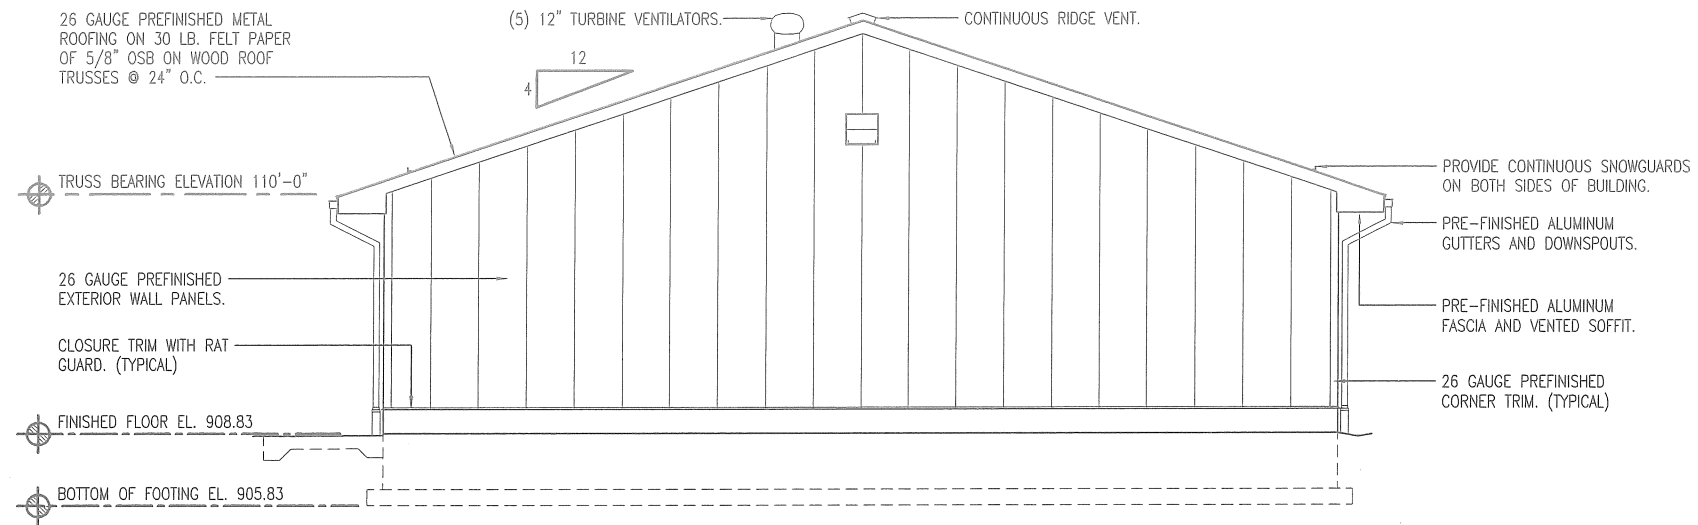 26 GAUGE PREFINISHED METAL
ROOFING ON 30 LB. FELT PAPER
OF 5/8" OSB ON WOOD ROOF
TRUSSES @ 24" O.C.
(5) 12" TURBINE VENTILATORS.
CONTINUOUS RIDGE VENT.
12
4
TRUSS BEARING ELEVATION 110'-0"
PROVIDE CONTINUOUS SNOWGUARDS
ON BOTH SIDES OF BUILDING.
PRE-FINISHED ALUMINUM
GUTTERS AND DOWNSPOUTS.
26 GAUGE PREFINISHED
EXTERIOR WALL PANELS.
PRE-FINISHED ALUMINUM
FASCIA AND VENTED SOFFIT.
CLOSURE TRIM WITH RAT
GUARD. (TYPICAL)
26 GAUGE PREFINISHED
CORNER TRIM. (TYPICAL)
FINISHED FLOOR EL. 908.83
BOTTOM OF FOOTING EL. 905.83